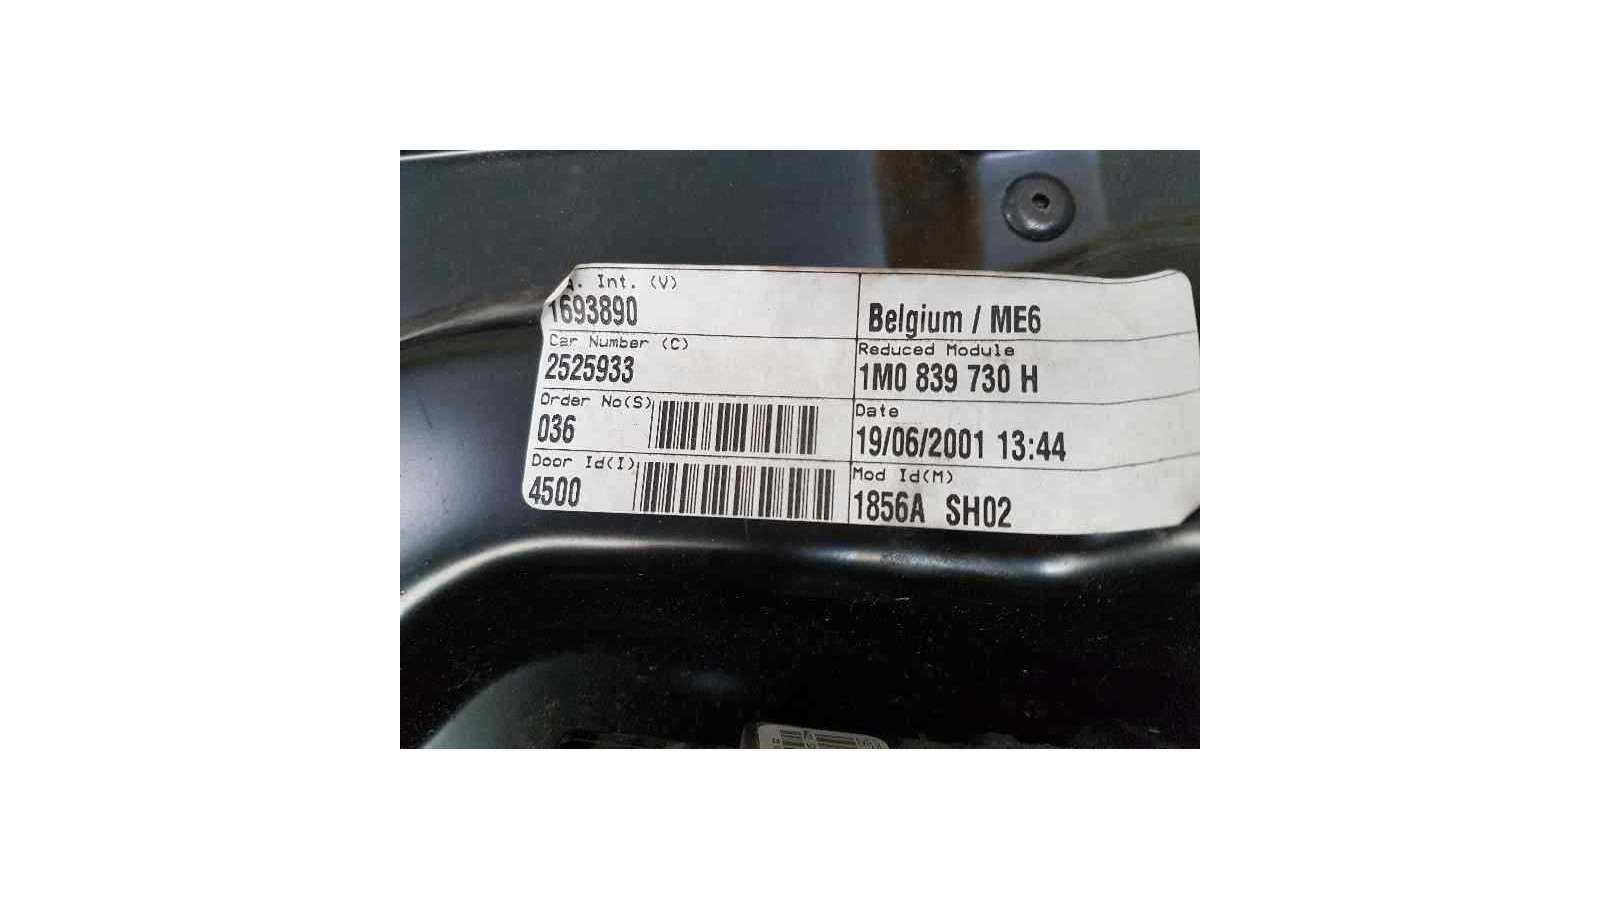 A. Int. (V)
1693890
Belgium / ME6
Car Number (C)
2525933
Reduced Module
1M0 839 730 H
Order No(S)
036
Date
19/06/2001 13:44
Door Id(I)
4500
Mod Id(M)
1856A SH02